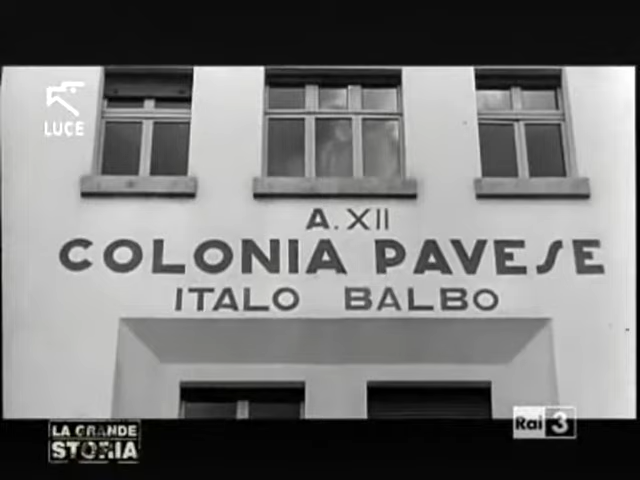 LUCE
A. XII
COLONIA PAVESE
ITALO BALBO
LA GRANDE
STORIA
Rai 3